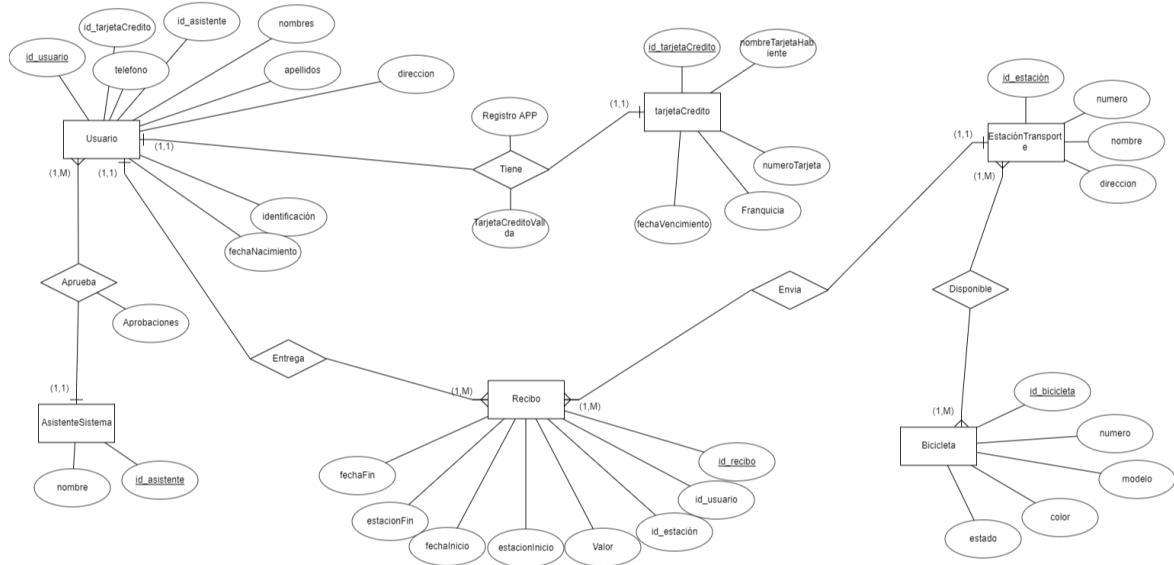 id_tarjetaCredito
id_asistente
nombres
id_usuario
telefono
apellidos
direccion
Usuario
(1,1)
(1,M)
(1,1)
identificación
fechaNacimiento
Registro APP
Tiene
TarjetaCreditoVali
da
(1,1)
tarjetaCredito
id_tarjetaCredito
nombreTarjetaHab
iente
numeroTarjeta
Franquicia
fechaVencimiento
id_estación
numero
nombre
direccion
(1,1)
EstaciònTransport
e
(1,M)
Aprueba
Aprobaciones
(1,1)
AsistenteSistema
nombre
id_asistente
Entrega
Envia
Disponible
(1,M)
Recibo
(1,M)
fechaFin
estacionFin
fechaInicio
estacionInicio
Valor
id_estación
id_usuario
id_recibo
(1,M)
Bicicleta
id_bicicleta
numero
modelo
color
estado